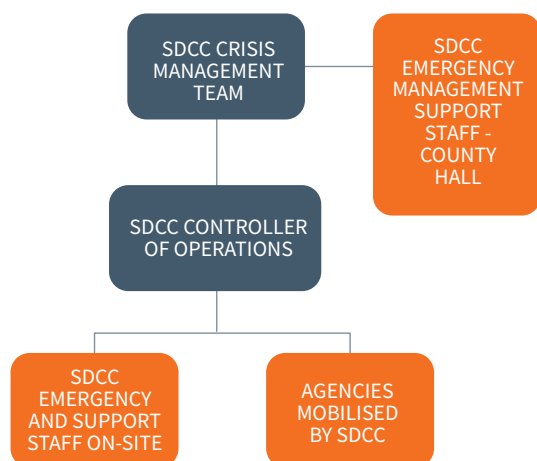 SDCC CRISIS
MANAGEMENT
TEAM
SDCC
EMERGENCY
MANAGEMENT
SUPPORT
STAFF -
COUNTY
HALL
SDCC CONTROLLER
OF OPERATIONS
SDCC
EMERGENCY
AND SUPPORT
STAFF ON-SITE
AGENCIES
MOBILISED
BY SDCC